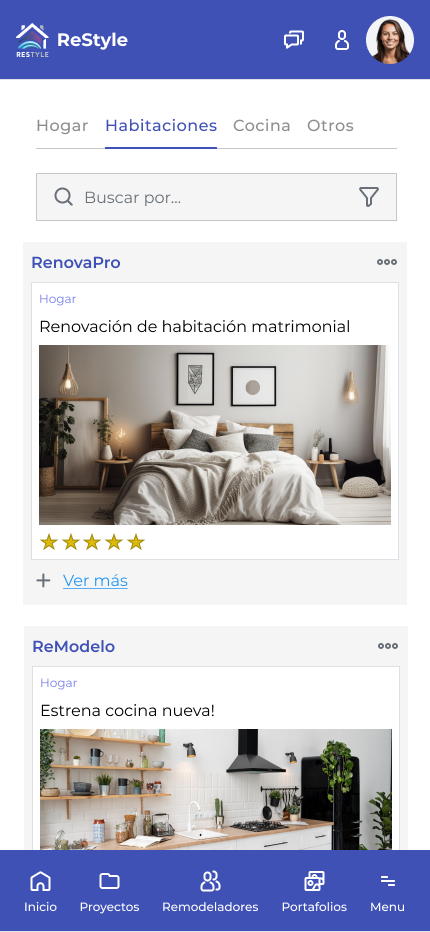 RESTYLE
ReStyle
Hogar Habitaciones Cocina Otros
Buscar por...
RenovaPro
Hogar
Renovación de habitación matrimonial
Ver más
ReModelo
Hogar
Estrena cocina nueva!
Inicio Proyectos Remodeladores Portafolios Menu